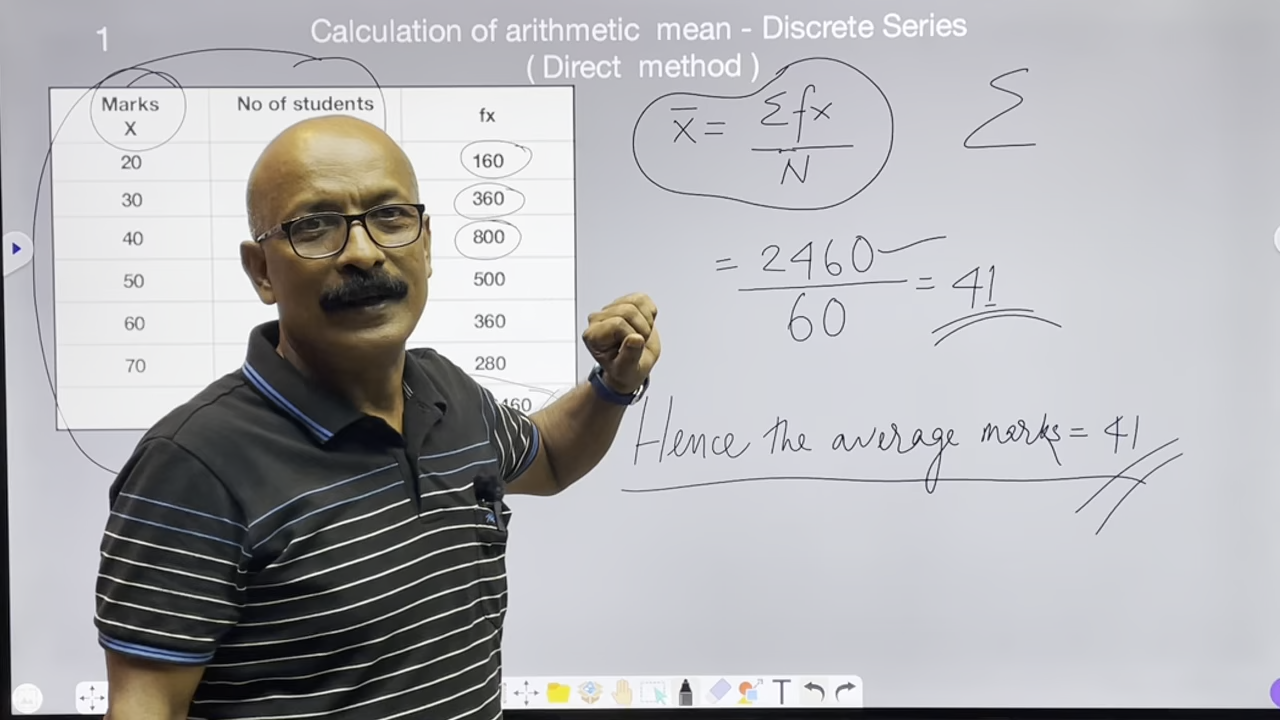 1
Calculation of arithmetic mean - Discrete Series
( Direct method )
Marks No of students
X fx
20 160
30 360
40 800
50 500
60 360
70 280
460
x̄ = Σfx
N
Σ
= 2460
60
= 41
Hence the average marks = 41
T